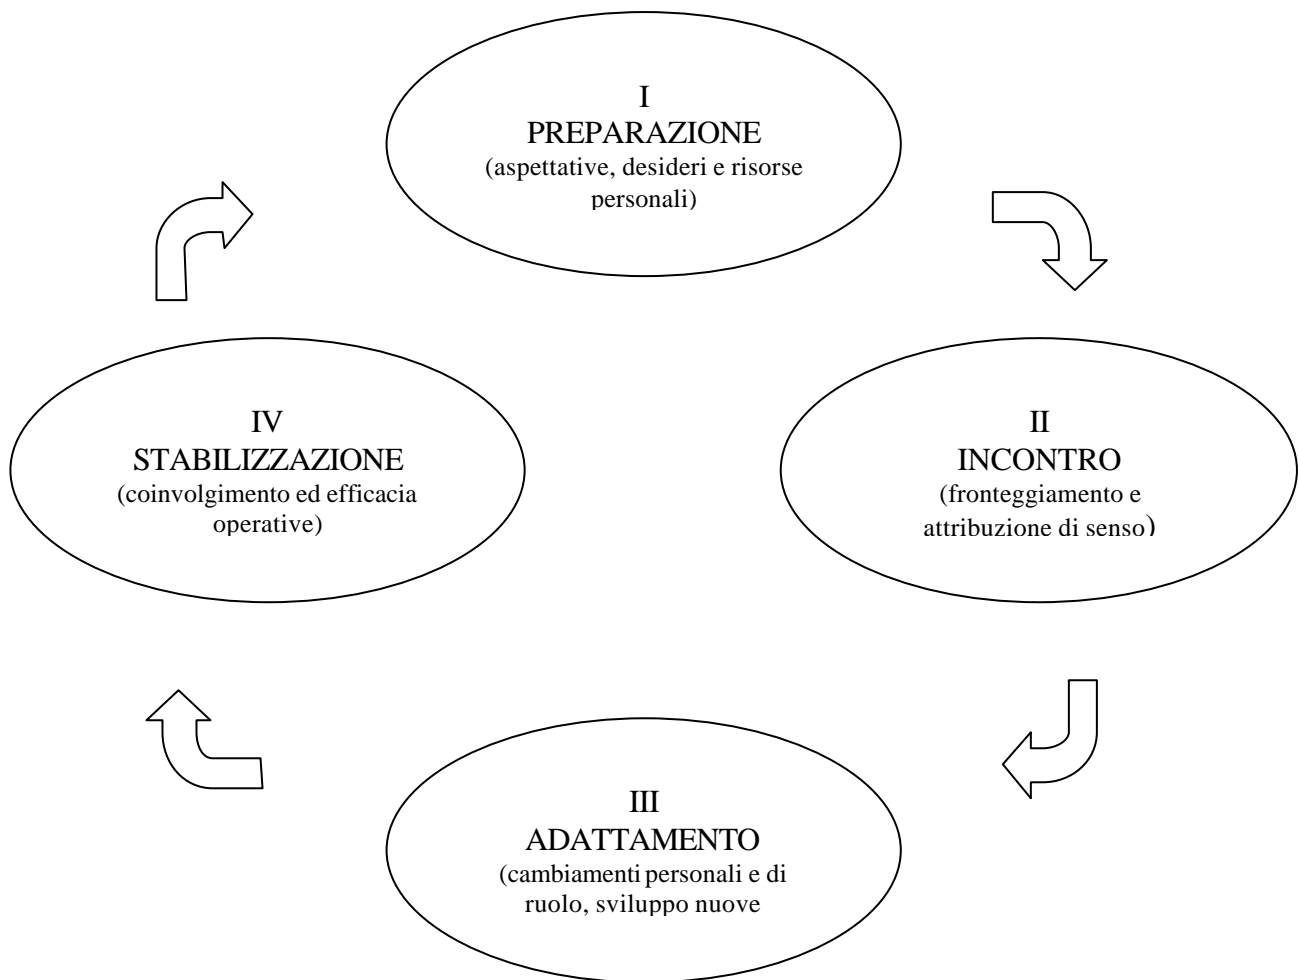 I
PREPARAZIONE
(aspettative, desideri e risorse
personali)
IV
STABILIZZAZIONE
(coinvolgimento ed efficacia
operative)
II
INCONTRO
(fronteggiamento e
attribuzione di senso)
III
ADATTAMENTO
(cambiamenti personali e di
ruolo, sviluppo nuove